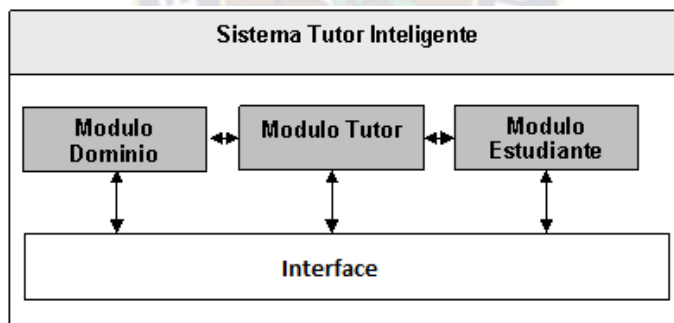 Sistema Tutor Inteligente
Modulo
Dominio
Modulo Tutor
Modulo
Estudiante
Interface